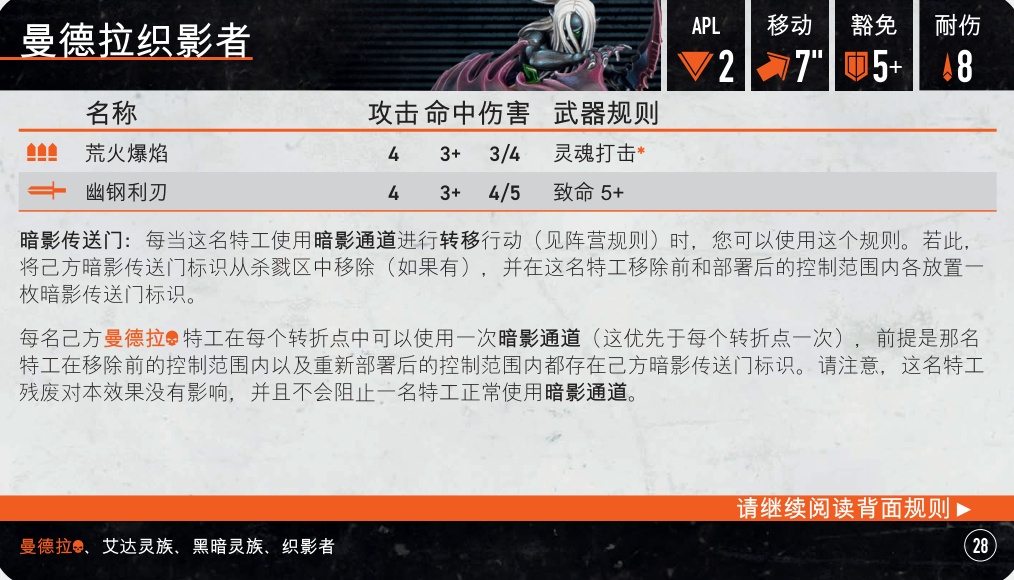 曼德拉织影者
APL 移动 豁免 耐伤
2 7" 5+ 8
名称 攻击 命中 伤害 武器规则
荒火爆焰 4 3+ 3/4 灵魂打击*
幽钢利刃 4 3+ 4/5 致命 5+
暗影传送门：每当这名特工使用暗影通道进行转移行动（见阵营规则）时，您可以使用这个规则。若此，
将己方暗影传送门标识从杀戮区中移除（如果有），并在这名特工移除前和部署后的控制范围内各放置一
枚暗影传送门标识。
每名己方曼德拉特工在每个转折点中可以使用一次暗影通道（这优先于每个转折点一次），前提是那名
特工在移除前的控制范围内以及重新部署后的控制范围内都存在己方暗影传送门标识。请注意，这名特工
残废对本效果没有影响，并且不会阻止一名特工正常使用暗影通道。
请继续阅读背面规则▶
曼德拉、艾达灵族、黑暗灵族、织影者
28